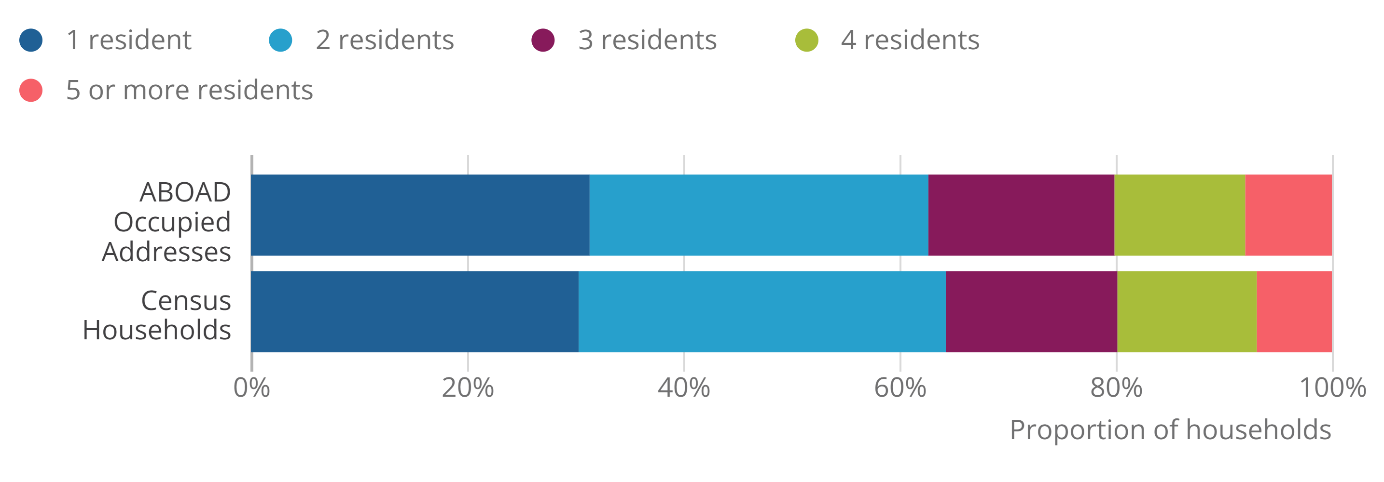 1 resident 2 residents 3 residents 4 residents
5 or more residents
ABOAD
Occupied
Addresses
Census
Households
0% 20% 40% 60% 80% 100%
Proportion of households